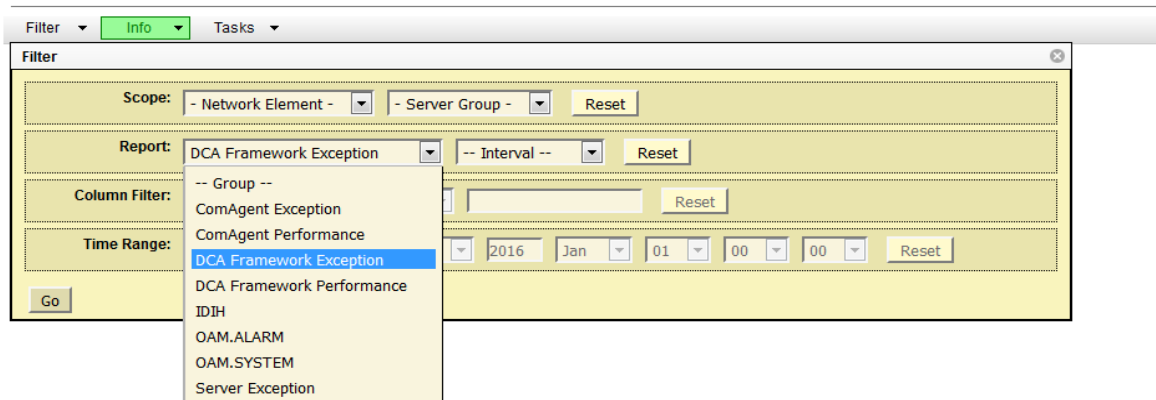 Filter Info Tasks
Filter
Scope: - Network Element - - Server Group - Reset
Report: DCA Framework Exception -- Interval -- Reset
-- Group --
Column Filter: Reset
ComAgent Exception
ComAgent Performance
Time Range: 2016 Jan 01 00 00 Reset
DCA Framework Exception
DCA Framework Performance
Go
IDIH
OAM.ALARM
OAM.SYSTEM
Server Exception